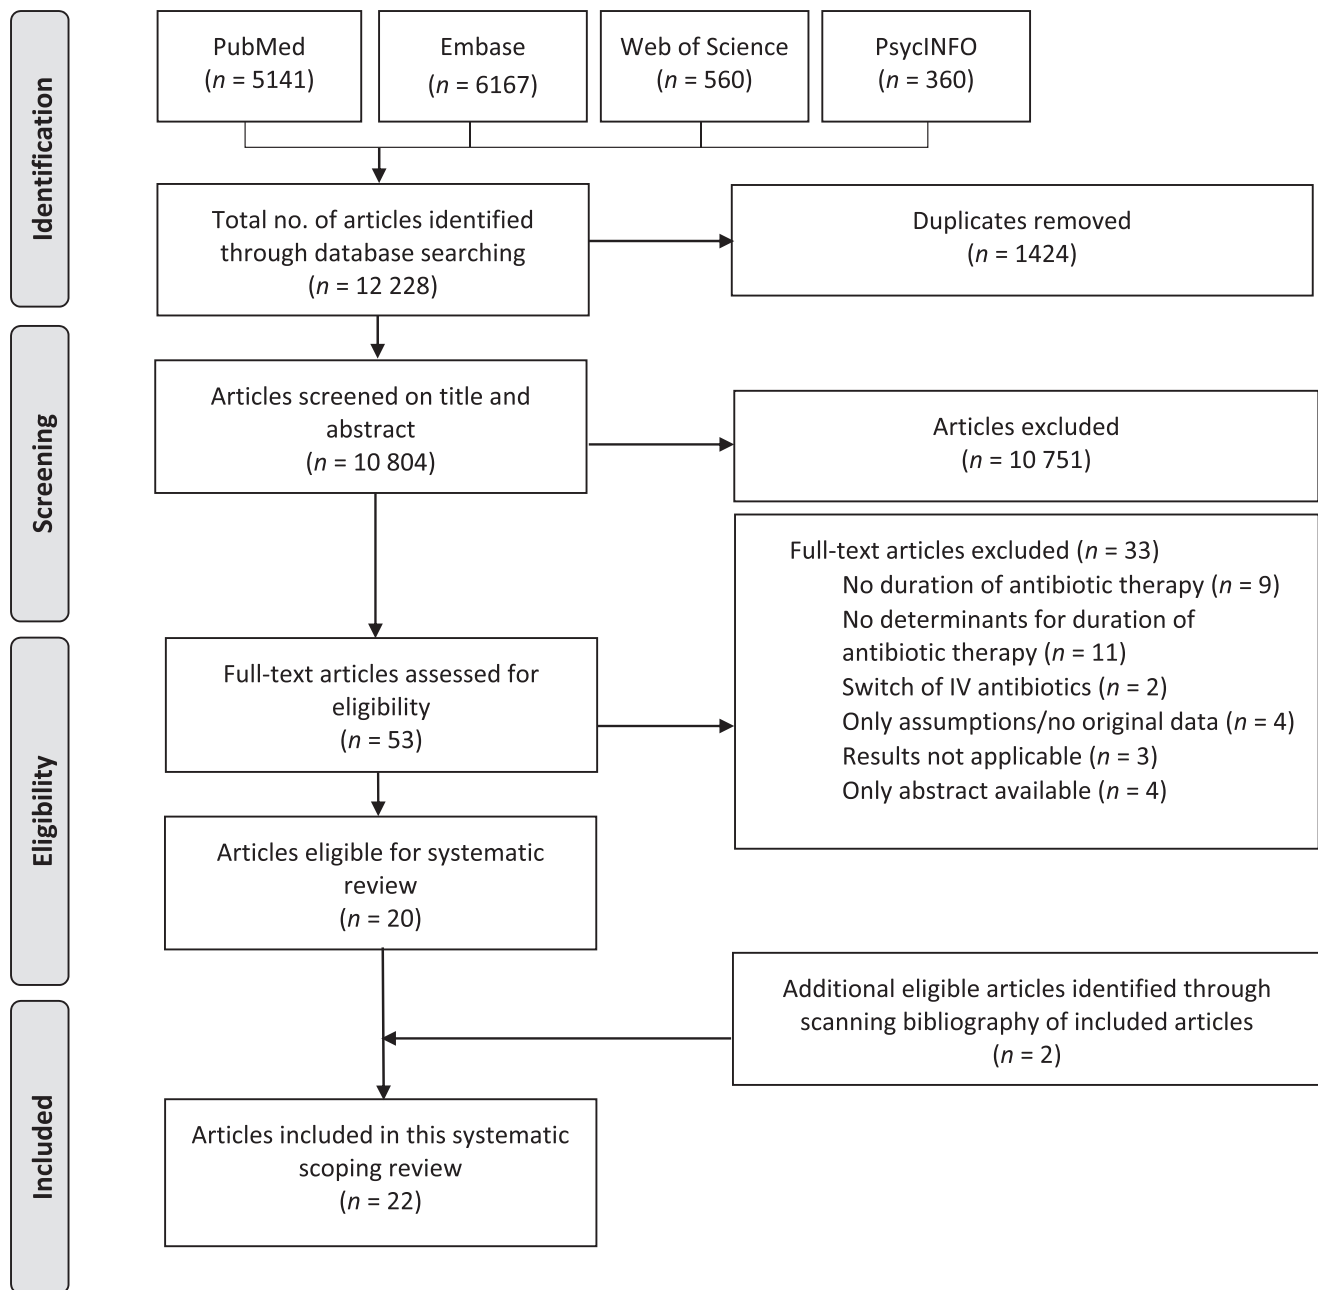 Identification
PubMed
(n = 5141)
Embase
(n = 6167)
Web of Science
(n = 560)
PsycINFO
(n = 360)
Total no. of articles identified
through database searching
(n = 12 228)
Duplicates removed
(n = 1424)
Screening
Articles screened on title and
abstract
(n = 10 804)
Articles excluded
(n = 10 751)
Full-text articles excluded (n = 33)
No duration of antibiotic therapy (n = 9)
No determinants for duration of
antibiotic therapy (n = 11)
Switch of IV antibiotics (n = 2)
Only assumptions/no original data (n = 4)
Results not applicable (n = 3)
Only abstract available (n = 4)
Eligibility
Full-text articles assessed for
eligibility
(n = 53)
Articles eligible for systematic
review
(n = 20)
Additional eligible articles identified through
scanning bibliography of included articles
(n = 2)
Included
Articles included in this systematic
scoping review
(n = 22)